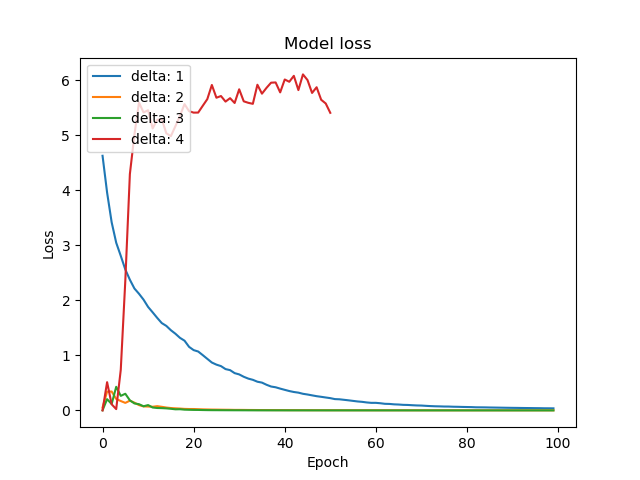 Model loss
delta: 1
delta: 2
delta: 3
delta: 4
Loss
6
5
4
3
2
1
0
0 20 40 60 80 100
Epoch